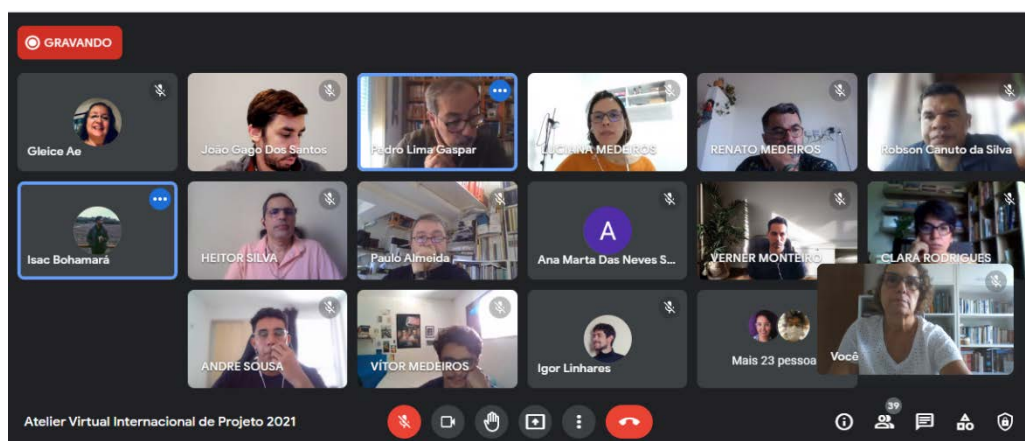 GRAVANDO
Gleice Ae
João Gago Dos Santos
Pedro Lima Gaspar
LUCIANA MEDEIROS
RENATO MEDEIROS
Robson Canuto da Silva
Isac Bohamará
HEITOR SILVA
Paulo Almeida
A
Ana Marta Das Neves S...
VERNER MONTEIRO
CLARA RODRIGUES
ANDRE SOUSA
VÍTOR MEDEIROS
Igor Linhares
Mais 23 pessoa
Você
Atelier Virtual Internacional de Projeto 2021
39